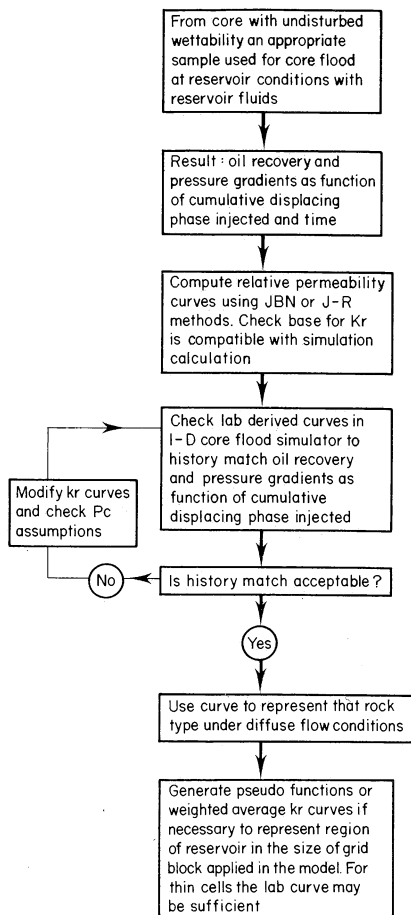 From core with undisturbed
wettability an appropriate
sample used for core flood
at reservoir conditions with
reservoir fluids
Result : oil recovery and
pressure gradients as function
of cumulative displacing
phase injected and time
Compute relative permeability
curves using JBN or J-R
methods. Check base for Kr
is compatible with simulation
calculation
Check lab derived curves in
I-D core flood simulator to
history match oil recovery
and pressure gradients as
function of cumulative
displacing phase injected
Modify kr curves
and check Pc
assumptions
No
Is history match acceptable ?
Yes
Use curve to represent that rock
type under diffuse flow conditions
Generate pseudo functions or
weighted average kr curves if
necessary to represent region
of reservoir in the size of grid
block applied in the model. For
thin cells the lab curve may
be sufficient